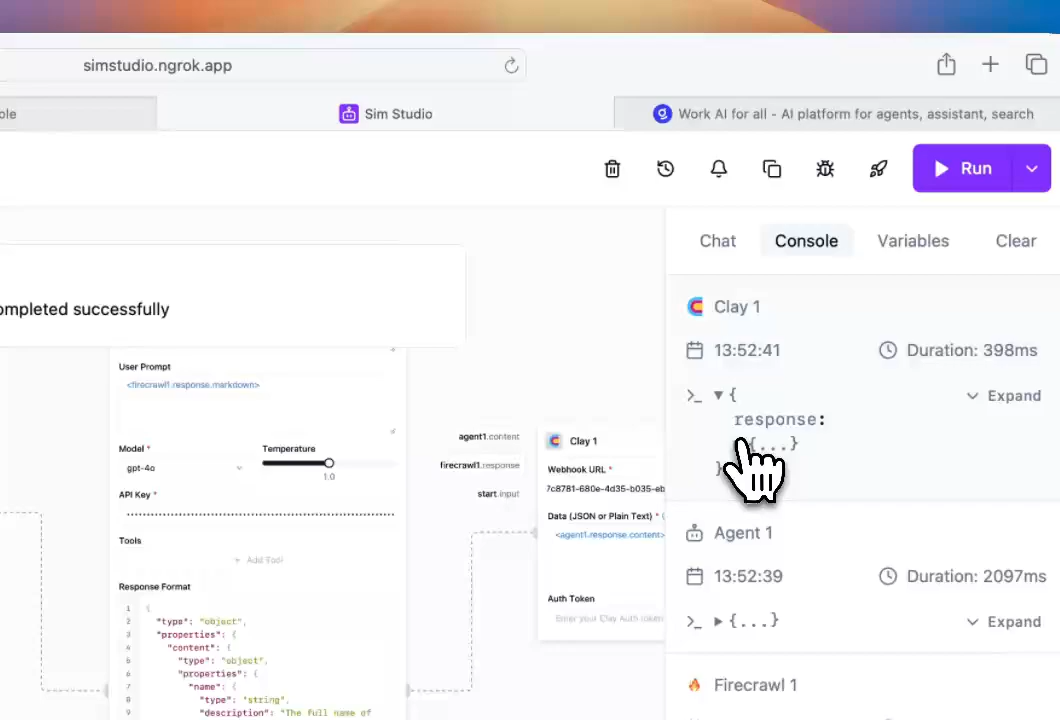 simstudio.ngrok.app
ole
Sim Studio
Work AI for all - AI platform for agents, assistant, search
Run
Chat
Console
Variables
Clear
ompleted successfully
Clay 1
13:52:41
Duration: 398ms
>_ ▼ {
Expand
response:
{...}
}
Agent 1
13:52:39
Duration: 2097ms
>_ ▶ {...}
Expand
Firecrawl 1
User Prompt
<firecrawl1.response.markdown>
Model *
gpt-4o
Temperature
1.0
API Key *
Tools
+ Add Tool
Response Format
1 {
2 "type": "object",
3 "properties": {
4 "content": {
5 "type": "object",
6 "properties": {
7 "name": {
8 "type": "string",
9 "description": "The full name of
agent1.content
firecrawl1.response
start.input
Clay 1
Webhook URL *
7c8781-680e-4d35-b035-eb
Data (JSON or Plain Text) * (
<agent1.response.content>
Auth Token
Enter your Clay Auth token